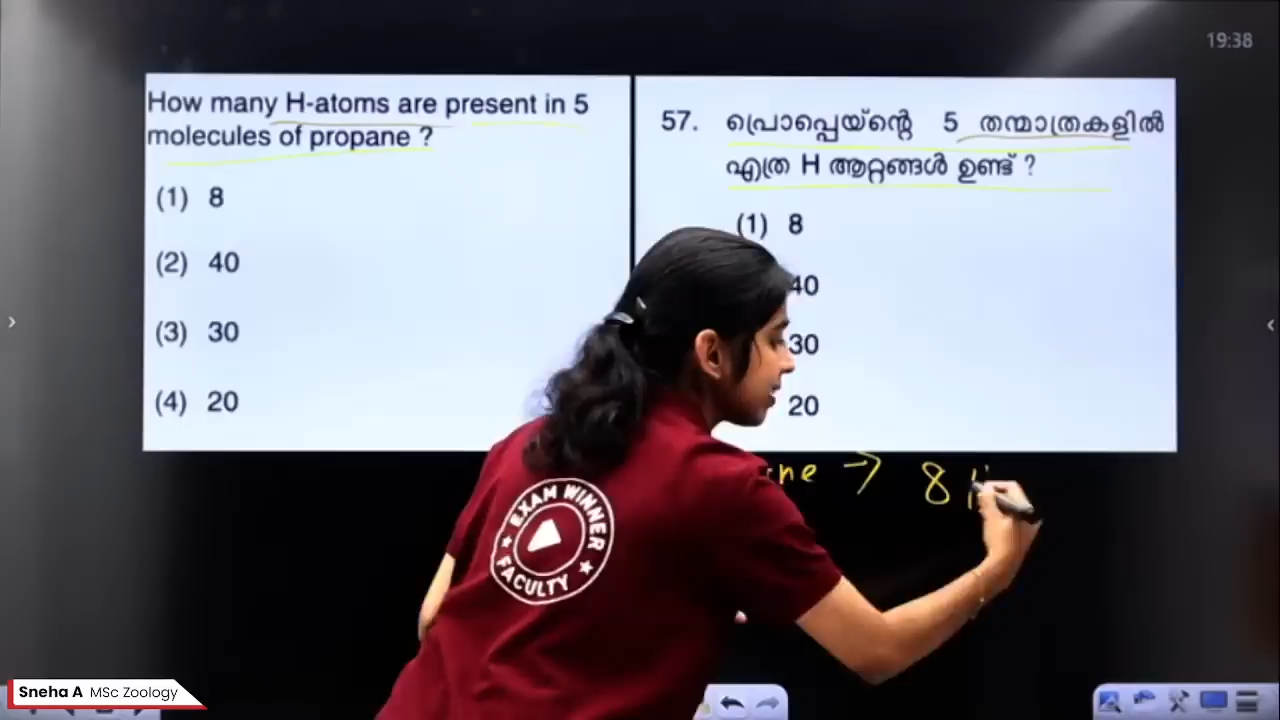 19:38
How many H-atoms are present in 5
molecules of propane ?
(1) 8
(2) 40
(3) 30
(4) 20
57. പ്രൊപ്പെയ്ന്റെ 5 തന്മാത്രകളിൽ
എത്ര H ആറ്റങ്ങൾ ഉണ്ട് ?
(1) 8
40
30
20
→ 8
EXAM WINNER
FACULTY
Sneha A MSc Zoology